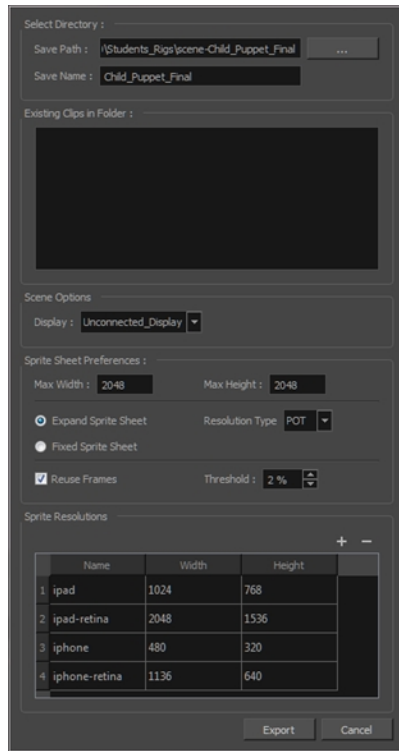 Select Directory :
Save Path : \Students_Rigs\scene-Child_Puppet_Final ...
Save Name : Child_Puppet_Final
Existing Clips in Folder :
Scene Options
Display : Unconnected_Display
Sprite Sheet Preferences :
Max Width : 2048 Max Height : 2048
Expand Sprite Sheet Resolution Type POT
Fixed Sprite Sheet
Reuse Frames Threshold : 2 %
Sprite Resolutions
+ −
Name Width Height
1 ipad 1024 768
2 ipad-retina 2048 1536
3 iphone 480 320
4 iphone-retina 1136 640
Export Cancel